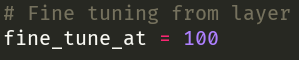 # Fine tuning from layer
fine_tune_at = 100